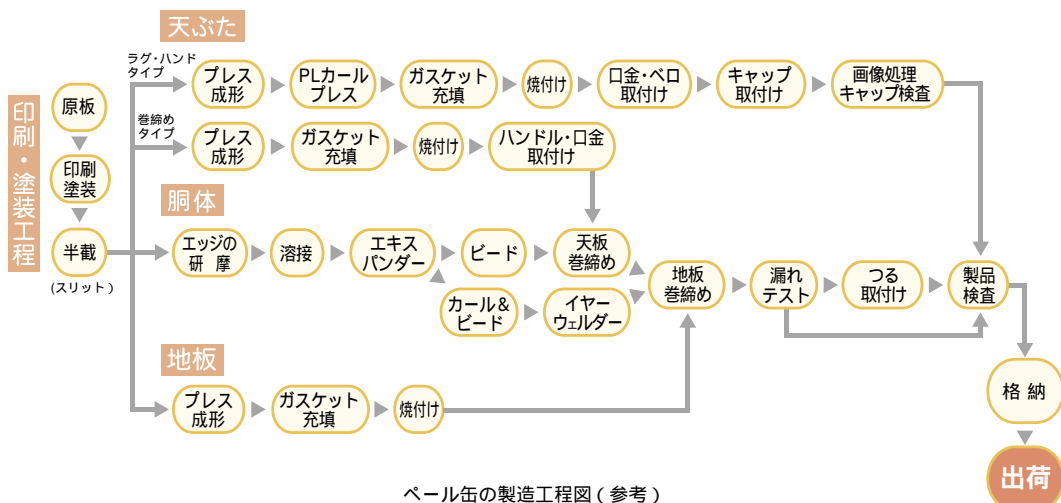 印刷・塗装工程
原板
印刷
塗装
半截
(スリット)
天ぶた
ラグ・ハンド
タイプ
プレス
成形
PLカール
プレス
ガスケット
充填
焼付け
口金・ベロ
取付け
キャップ
取付け
画像処理
キャップ検査
巻締め
タイプ
プレス
成形
ガスケット
充填
焼付け
ハンドル・口金
取付け
胴体
エッジの
研 摩
溶接
エキス
パンダー
ビード
天板
巻締め
カール&
ビード
イヤー
ウェルダー
地板
巻締め
漏れ
テスト
つる
取付け
製品
検査
地板
プレス
成形
ガスケット
充填
焼付け
格 納
出荷
ペール缶の製造工程図(参考)